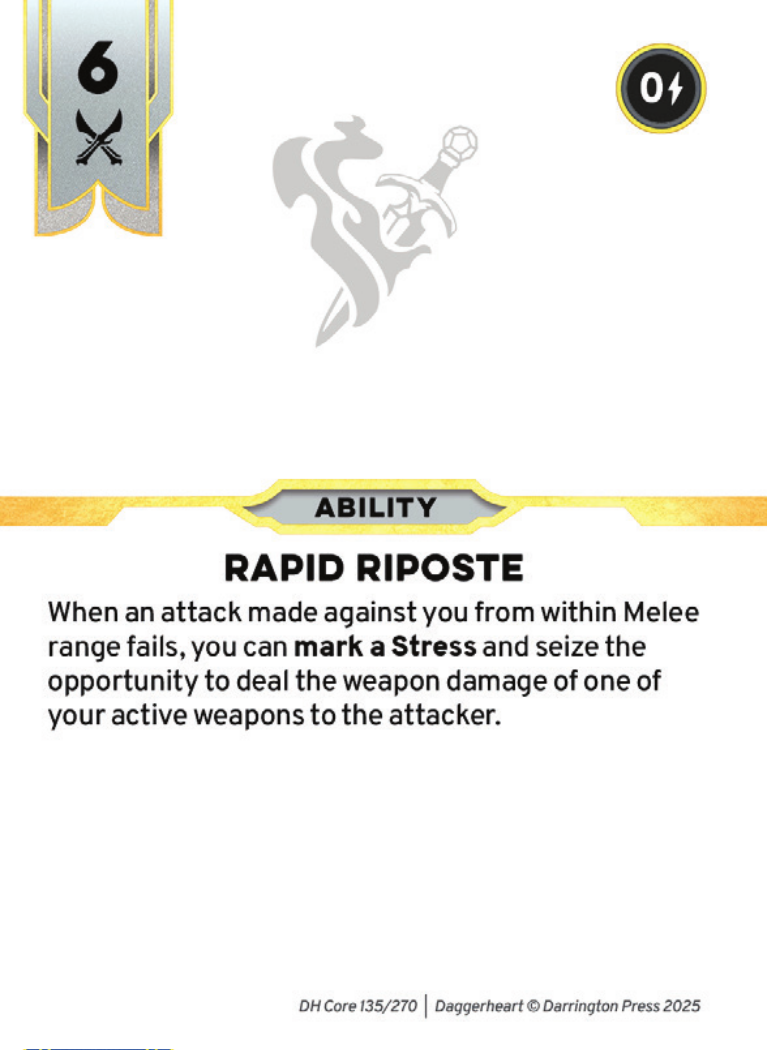 6
0
ABILITY
RAPID RIPOSTE
When an attack made against you from within Melee
range fails, you can mark a Stress and seize the
opportunity to deal the weapon damage of one of
your active weapons to the attacker.
DH Core 135/270 | Daggerheart © Darrington Press 2025